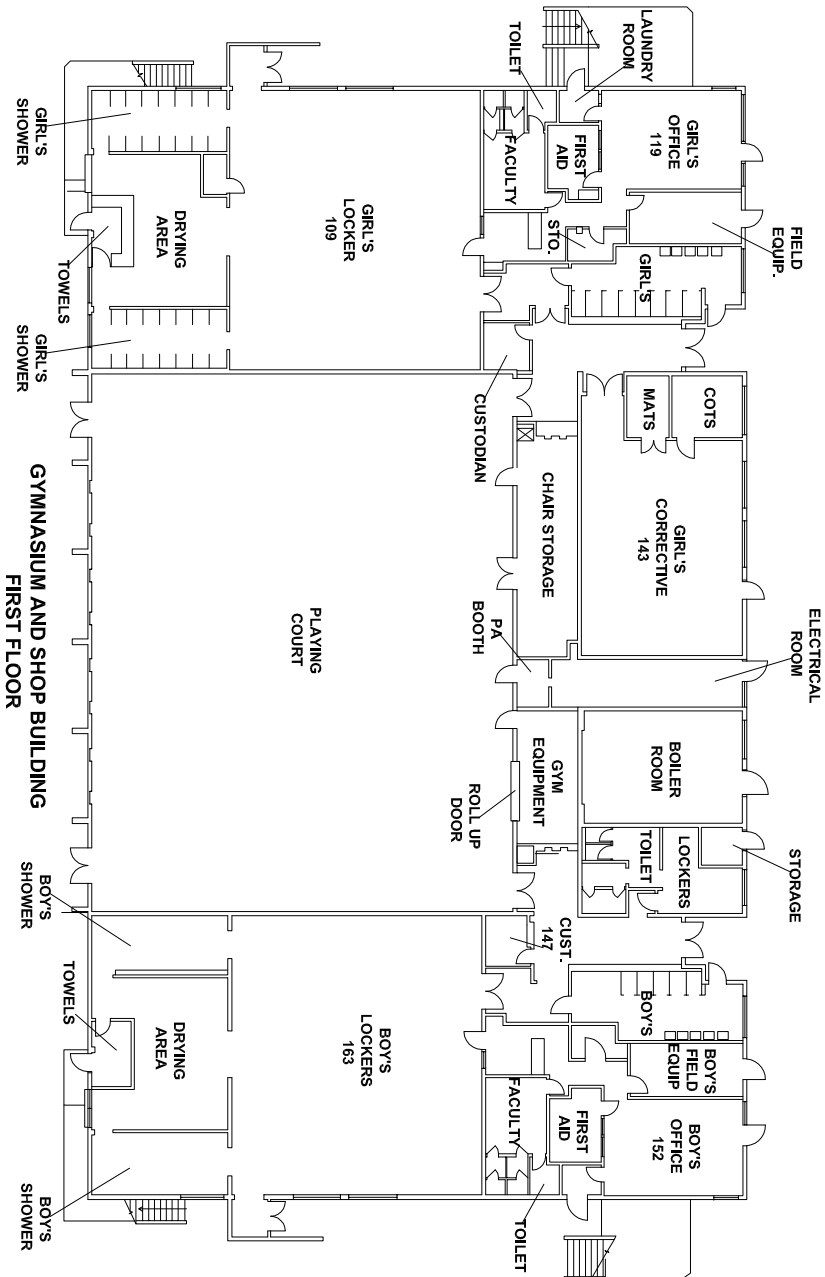 LAUNDRY
ROOM
TOILET
GIRL'S
OFFICE
119
FIRST
AID
FACULTY
FIELD
EQUIP.
STO.
GIRL'S
GIRL'S
LOCKER
109
GIRL'S
SHOWER
DRYING
AREA
TOWELS
GIRL'S
SHOWER
CUSTODIAN
COTS
MATS
GIRL'S
CORRECTIVE
143
CHAIR STORAGE
PA
BOOTH
ELECTRICAL
ROOM
PLAYING
COURT
BOILER
ROOM
GYM
EQUIPMENT
ROLL UP
DOOR
STORAGE
LOCKERS
TOILET
CUST.
147
BOY'S
BOY'S
FIELD
EQUIP
BOY'S
OFFICE
152
FIRST
AID
FACULTY
TOILET
BOY'S
LOCKERS
163
BOY'S
SHOWER
TOWELS
DRYING
AREA
BOY'S
SHOWER
GYMNASIUM AND SHOP BUILDING
FIRST FLOOR